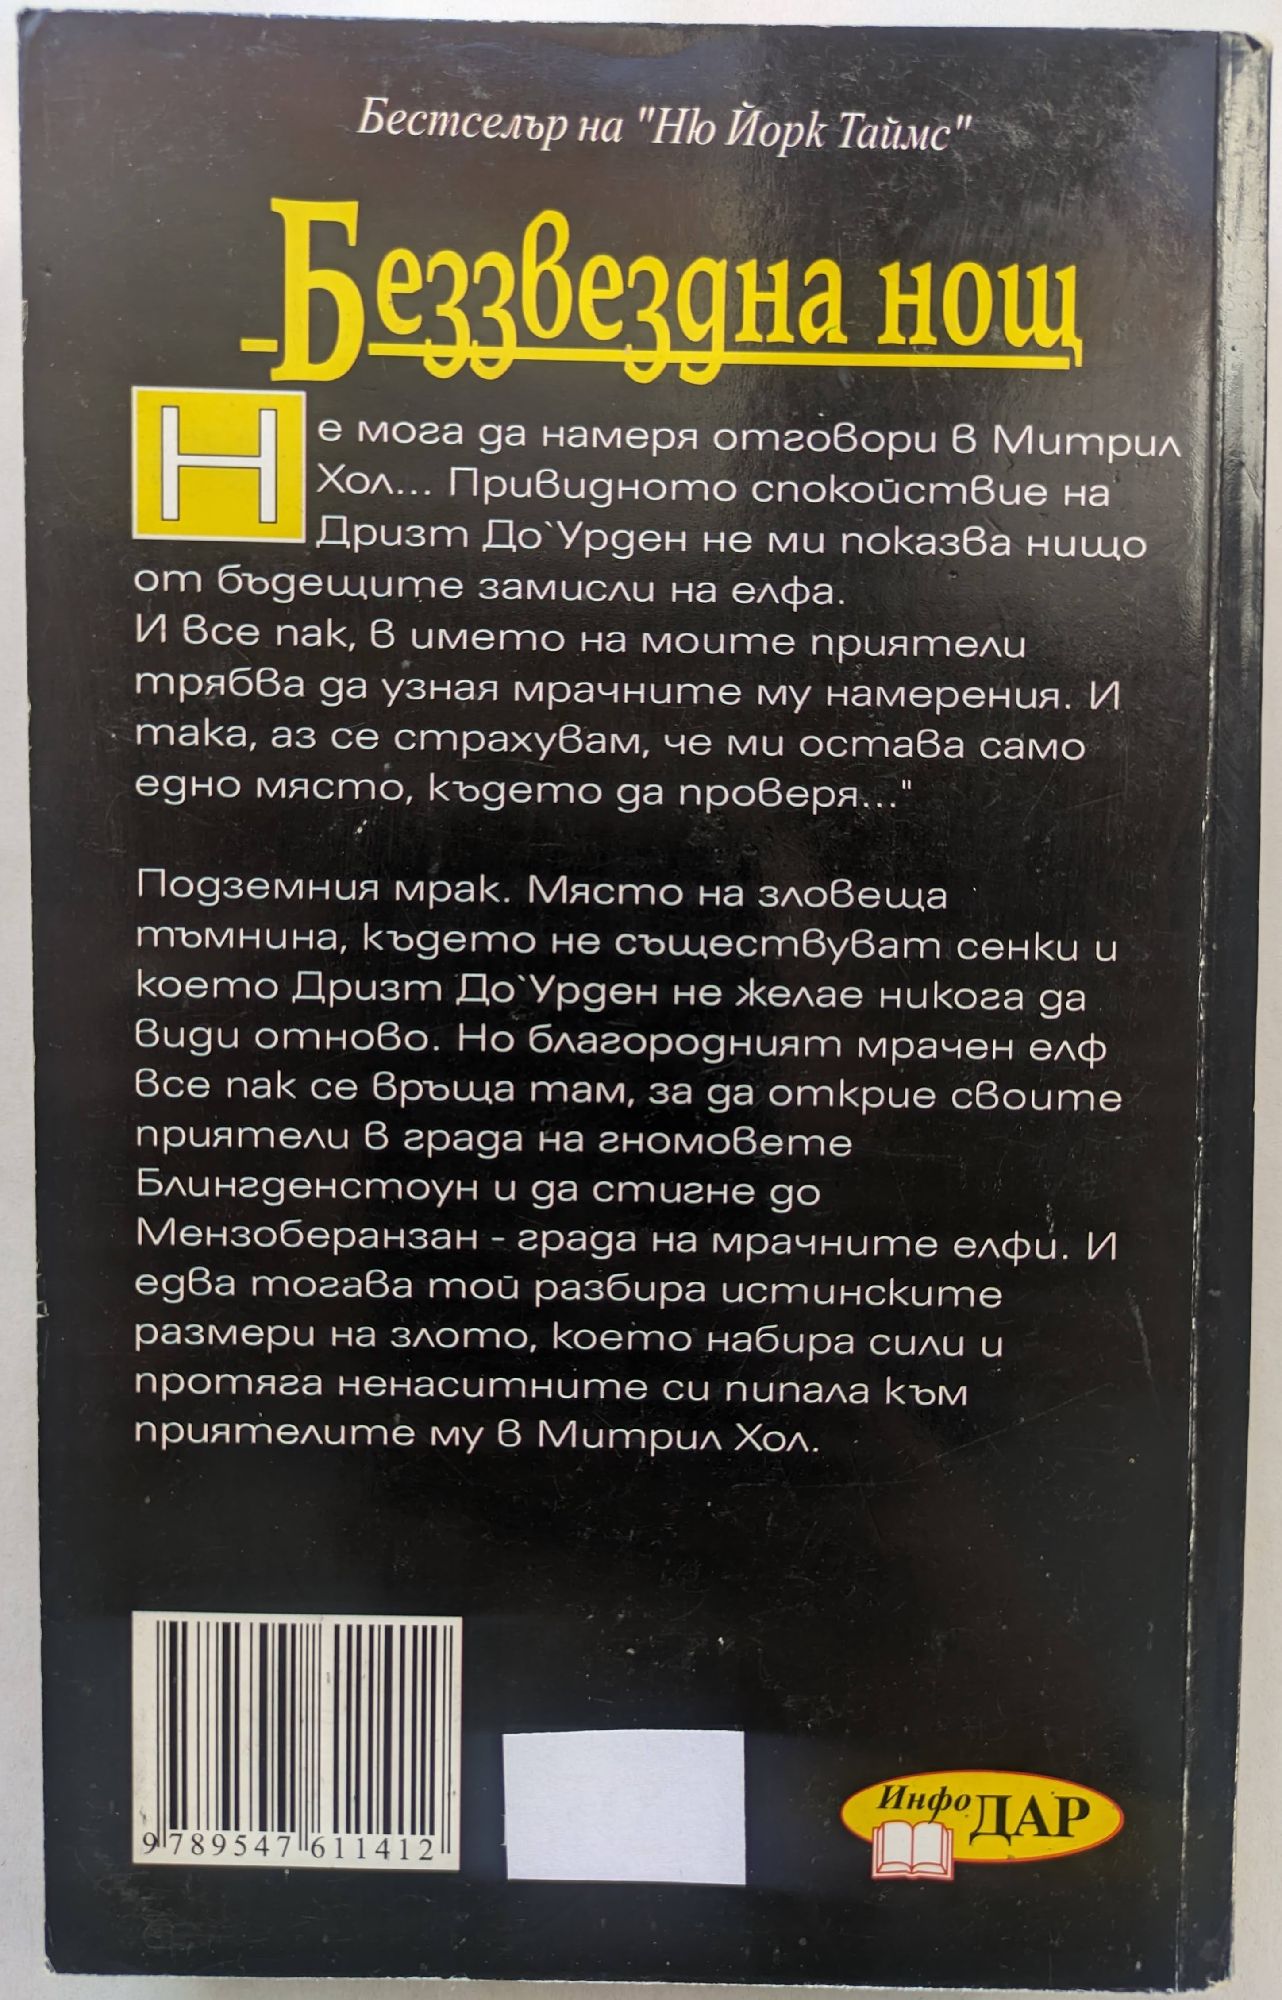 Бестселър на "Ню Йорк Таймс"
Беззвездна нощ
Не мога да намеря отговори в Митрил
Хол... Привидното спокойствие на
Дризт До`Урден не ми показва нищо
от бъдещите замисли на елфа.
И все пак, в името на моите приятели
трябва да узная мрачните му намерения. И
така, аз се страхувам, че ми остава само
едно място, където да проверя..."
Подземния мрак. Място на зловеща
тъмнина, където не съществуват сенки и
което Дризт До`Урден не желае никога да
види отново. Но благородният мрачен елф
все пак се връща там, за да открие своите
приятели в града на гномовете
Блингденстоун и да стигне до
Мензоберанзан - града на мрачните елфи. И
едва тогава той разбира истинските
размери на злото, което набира сили и
протяга ненаситните си пипала към
приятелите му в Митрил Хол.
9 789547 611412
Инфо ДАР